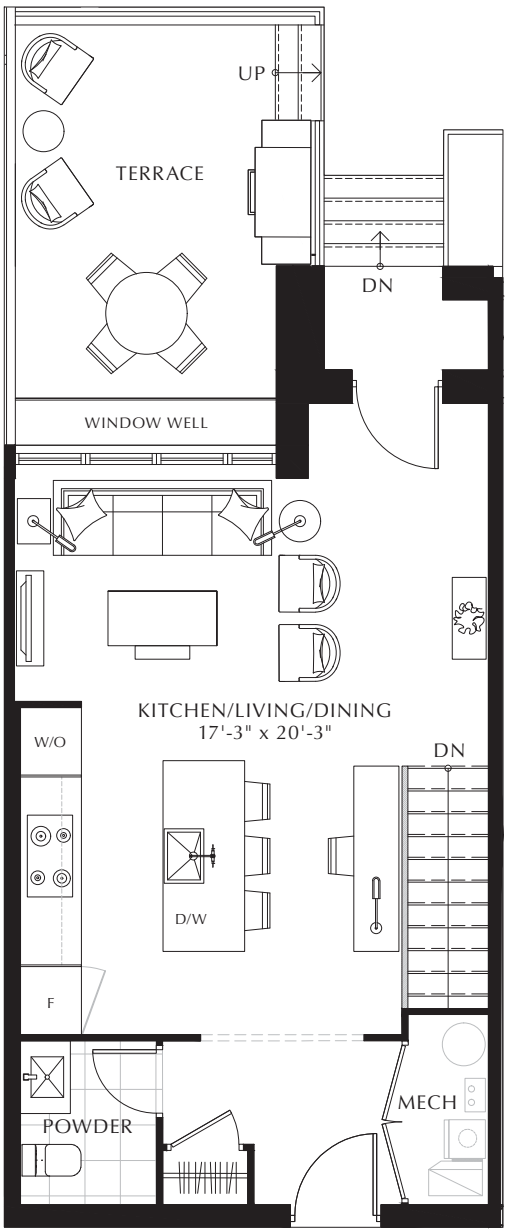 UP
TERRACE
DN
WINDOW WELL
KITCHEN/LIVING/DINING
17'-3" x 20'-3"
W/O
DN
D/W
F
MECH
POWDER